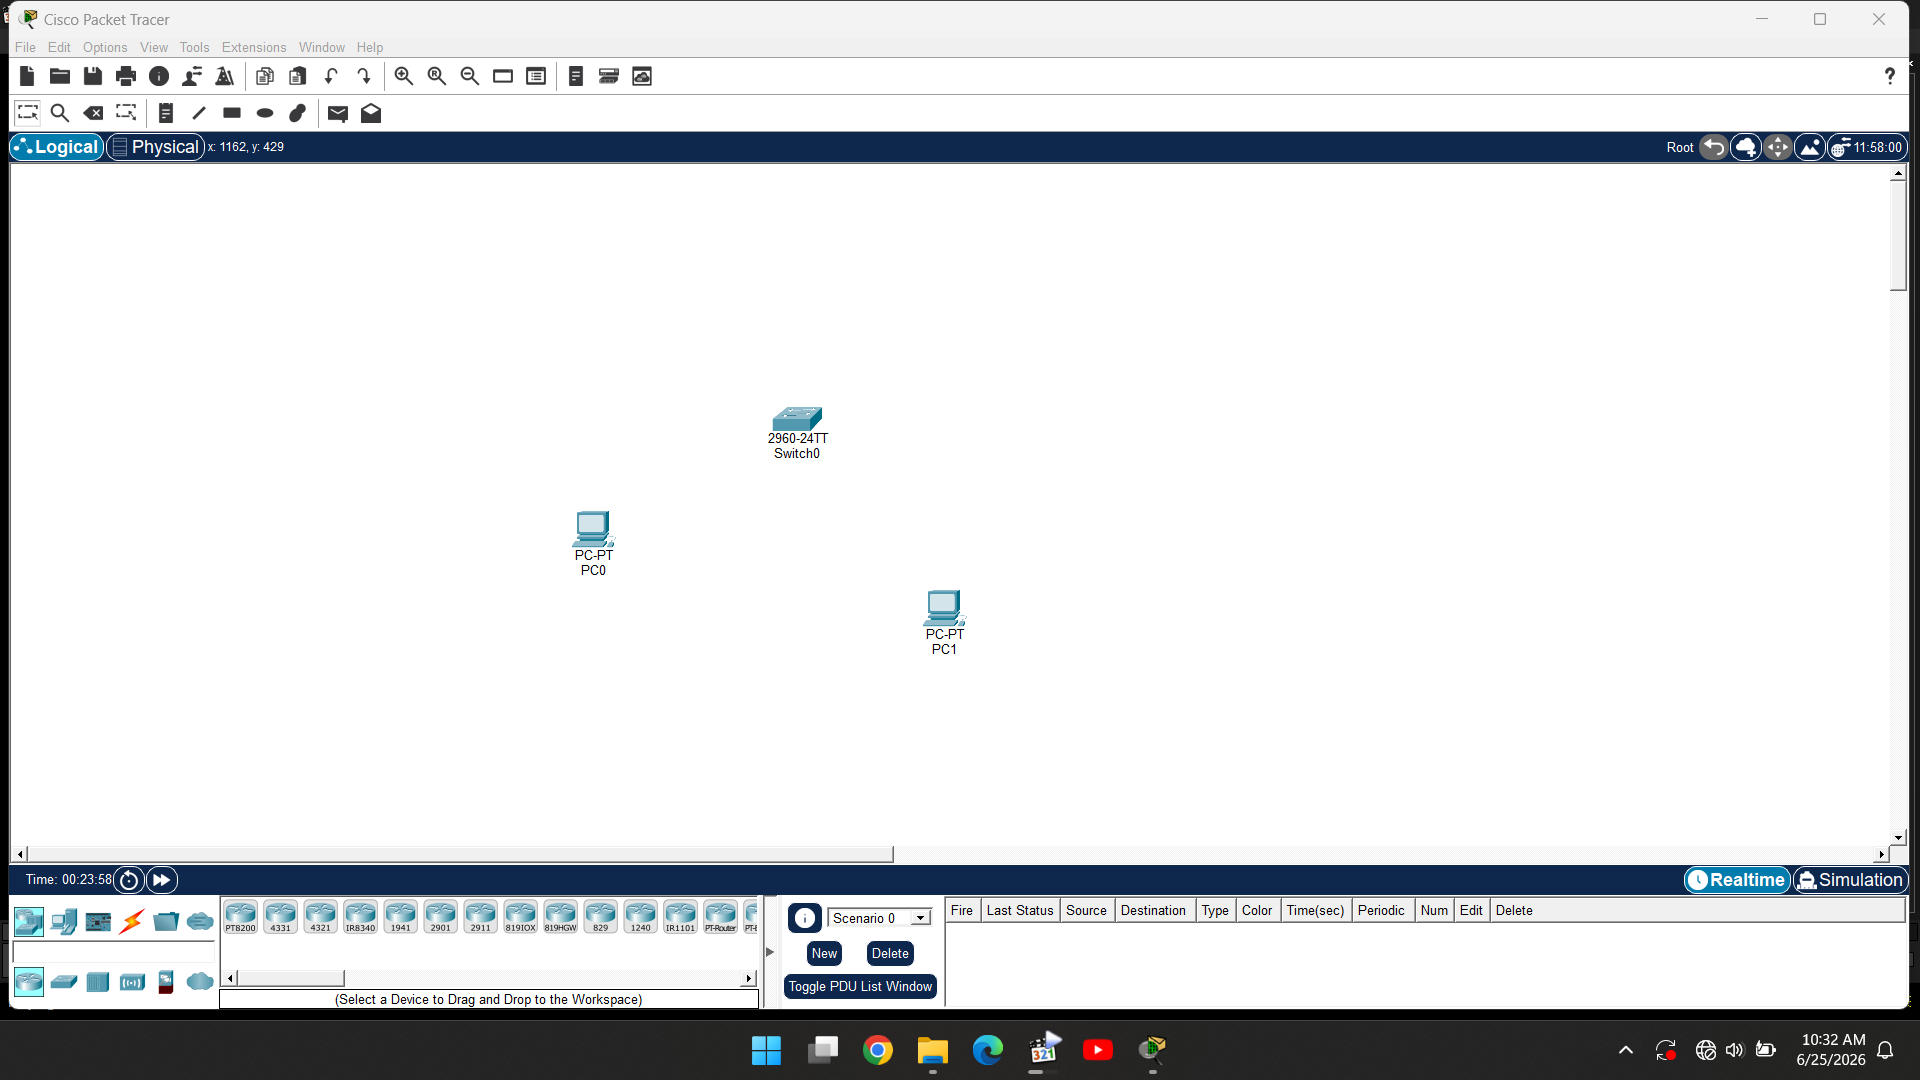 Cisco Packet Tracer
File Edit Options View Tools Extensions Window Help
?
Logical Physical x: 1162, y: 429 Root 11:58:00
2960-24TT
Switch0
PC-PT
PC0
PC-PT
PC1
Time: 00:23:58 Realtime Simulation
PT8200 4331 4321 IR8340 1941 2901 2911 819IOX 819HGW 829 1240 IR1101 PT-Router
(Select a Device to Drag and Drop to the Workspace)
Scenario 0
New Delete
Toggle PDU List Window
Fire Last Status Source Destination Type Color Time(sec) Periodic Num Edit Delete
321
10:32 AM
6/25/2026